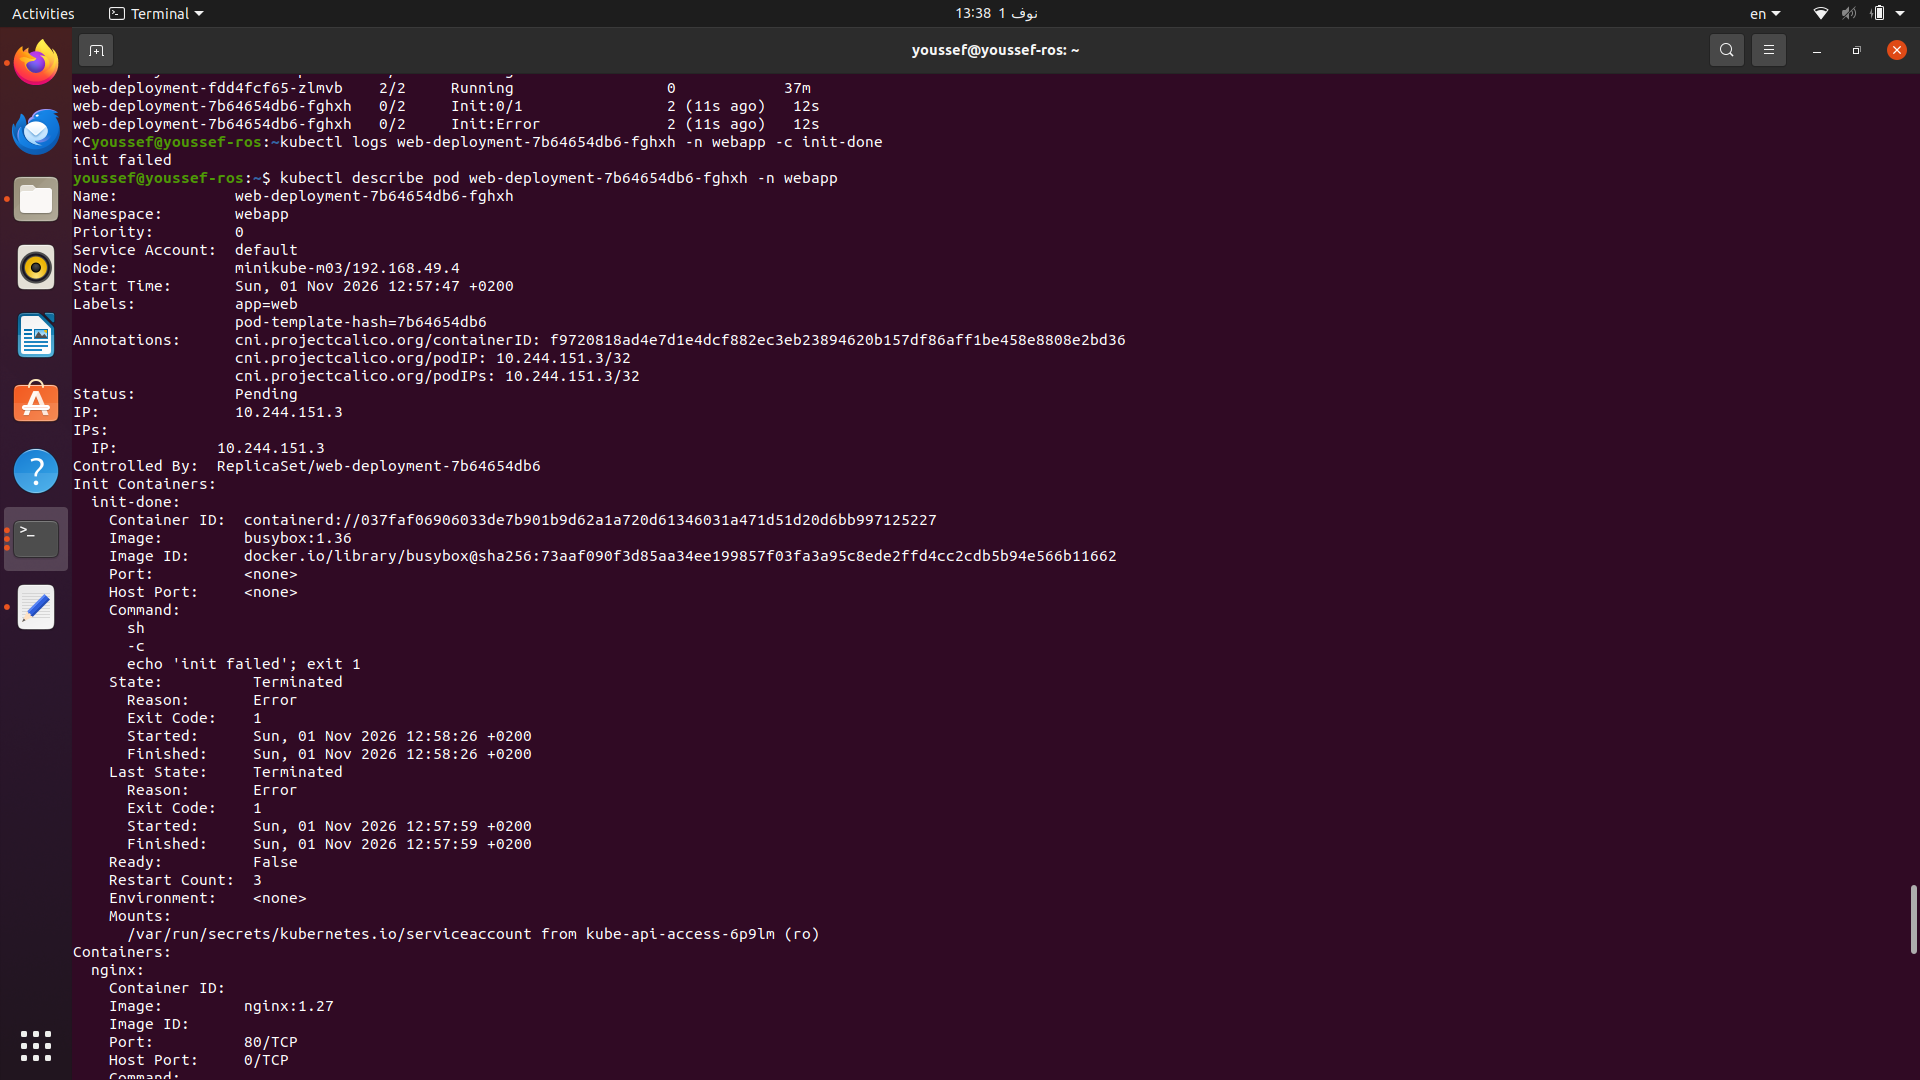 Activities
Terminal
13:38 1 نوف
en
youssef@youssef-ros: ~
web-deployment-fdd4fcf65-zlmvb 2/2 Running 0 37m
web-deployment-7b64654db6-fghxh 0/2 Init:0/1 2 (11s ago) 12s
web-deployment-7b64654db6-fghxh 0/2 Init:Error 2 (11s ago) 12s
^Cyoussef@youssef-ros:~kubectl logs web-deployment-7b64654db6-fghxh -n webapp -c init-done
init failed
youssef@youssef-ros:~$ kubectl describe pod web-deployment-7b64654db6-fghxh -n webapp
Name: web-deployment-7b64654db6-fghxh
Namespace: webapp
Priority: 0
Service Account: default
Node: minikube-m03/192.168.49.4
Start Time: Sun, 01 Nov 2026 12:57:47 +0200
Labels: app=web
pod-template-hash=7b64654db6
Annotations: cni.projectcalico.org/containerID: f9720818ad4e7d1e4dcf882ec3eb23894620b157df86aff1be458e8808e2bd36
cni.projectcalico.org/podIP: 10.244.151.3/32
cni.projectcalico.org/podIPs: 10.244.151.3/32
Status: Pending
IP: 10.244.151.3
IPs:
IP: 10.244.151.3
Controlled By: ReplicaSet/web-deployment-7b64654db6
Init Containers:
init-done:
Container ID: containerd://037faf06906033de7b901b9d62a1a720d61346031a471d51d20d6bb997125227
Image: busybox:1.36
Image ID: docker.io/library/busybox@sha256:73aaf090f3d85aa34ee199857f03fa3a95c8ede2ffd4cc2cdb5b94e566b11662
Port: <none>
Host Port: <none>
Command:
sh
-c
echo 'init failed'; exit 1
State: Terminated
Reason: Error
Exit Code: 1
Started: Sun, 01 Nov 2026 12:58:26 +0200
Finished: Sun, 01 Nov 2026 12:58:26 +0200
Last State: Terminated
Reason: Error
Exit Code: 1
Started: Sun, 01 Nov 2026 12:57:59 +0200
Finished: Sun, 01 Nov 2026 12:57:59 +0200
Ready: False
Restart Count: 3
Environment: <none>
Mounts:
/var/run/secrets/kubernetes.io/serviceaccount from kube-api-access-6p9lm (ro)
Containers:
nginx:
Container ID:
Image: nginx:1.27
Image ID:
Port: 80/TCP
Host Port: 0/TCP
Command: